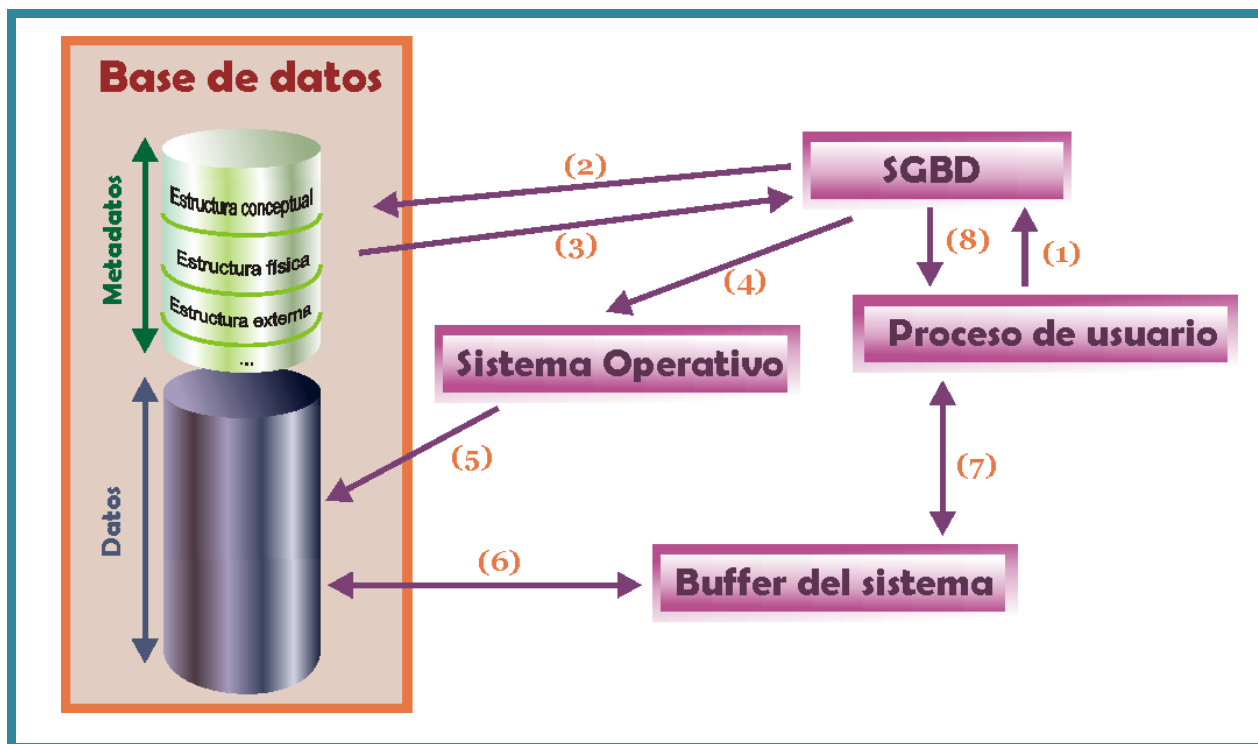 Base de datos
Metadatos
Estructura conceptual
Estructura física
Estructura externa
...
Datos
(2)
(3)
(4)
(5)
(6)
SGBD
(8)
(1)
Proceso de usuario
Sistema Operativo
(7)
Buffer del sistema